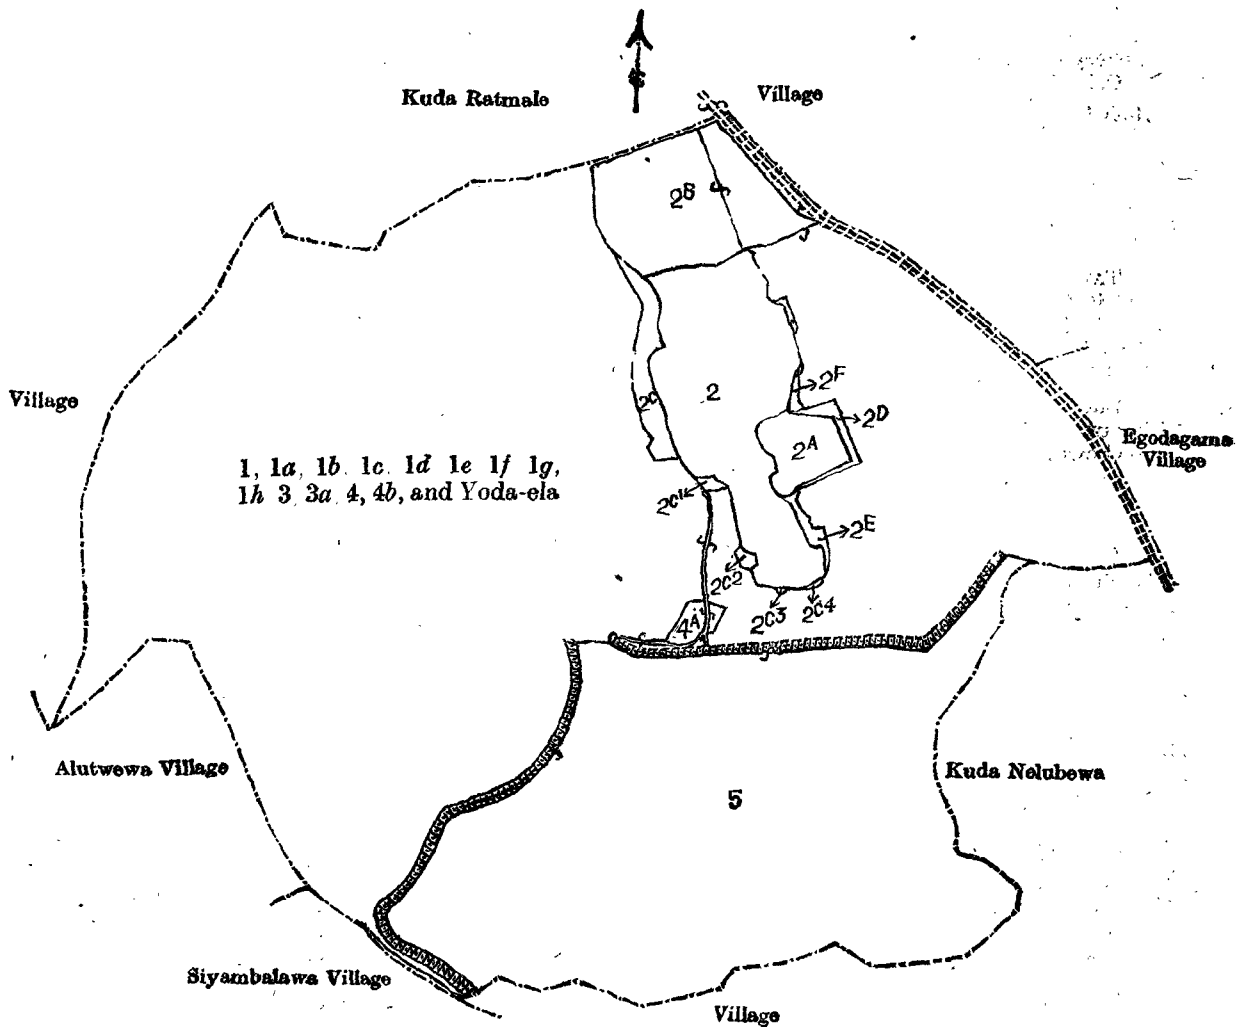 Kuda Ratmale
Village
2B
Village
2C
2
2F
2D
2A
Egodagama
Village
1, 1a, 1b, 1c, 1d 1e 1f 1g,
1h 3 3a 4, 4b, and Yoda-ela
2C1
2E
2C2
2C3
2C4
4A
Alutwewa Village
Kuda Nelubewa
5
Siyambalawa Village
Village